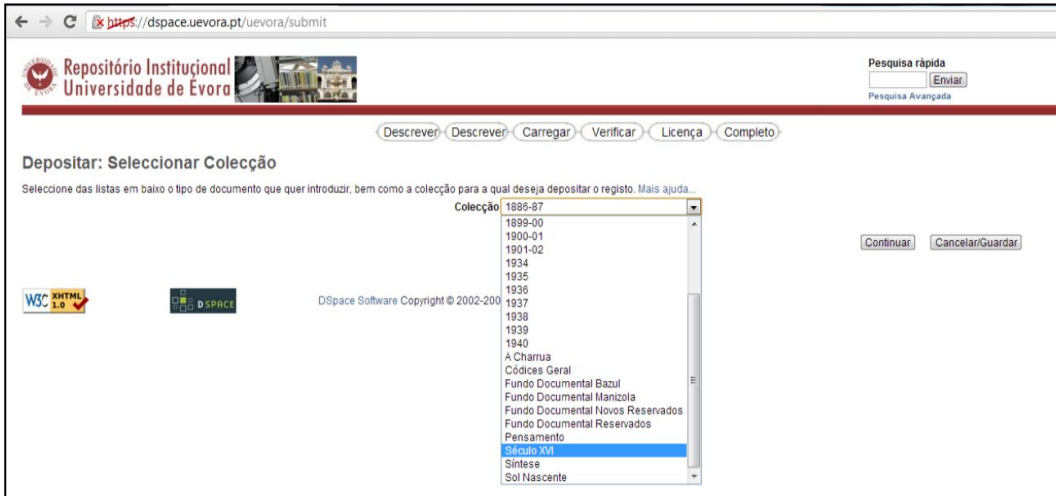 https://dspace.uevora.pt/uevora/submit
Repositório Institucional
Universidade de Évora
Pesquisa rápida
Enviar
Pesquisa Avançada
Descrever Descrever Carregar Verificar Licença Completo
Depositar: Seleccionar Colecção
Seleccione das listas em baixo o tipo de documento que quer introduzir, bem como a colecção para a qual deseja depositar o registo. Mais ajuda...
Colecção 1886-87
1899-00
1900-01
1901-02
1934
1935
1936
1937
1938
1939
1940
A Charrua
Códices Geral
Fundo Documental Bazul
Fundo Documental Manizola
Fundo Documental Novos Reservados
Fundo Documental Reservados
Pensamento
Século XVI
Síntese
Sol Nascente
Continuar Cancelar/Guardar
W3C XHTML 1.0
DSPACE
DSpace Software Copyright © 2002-200